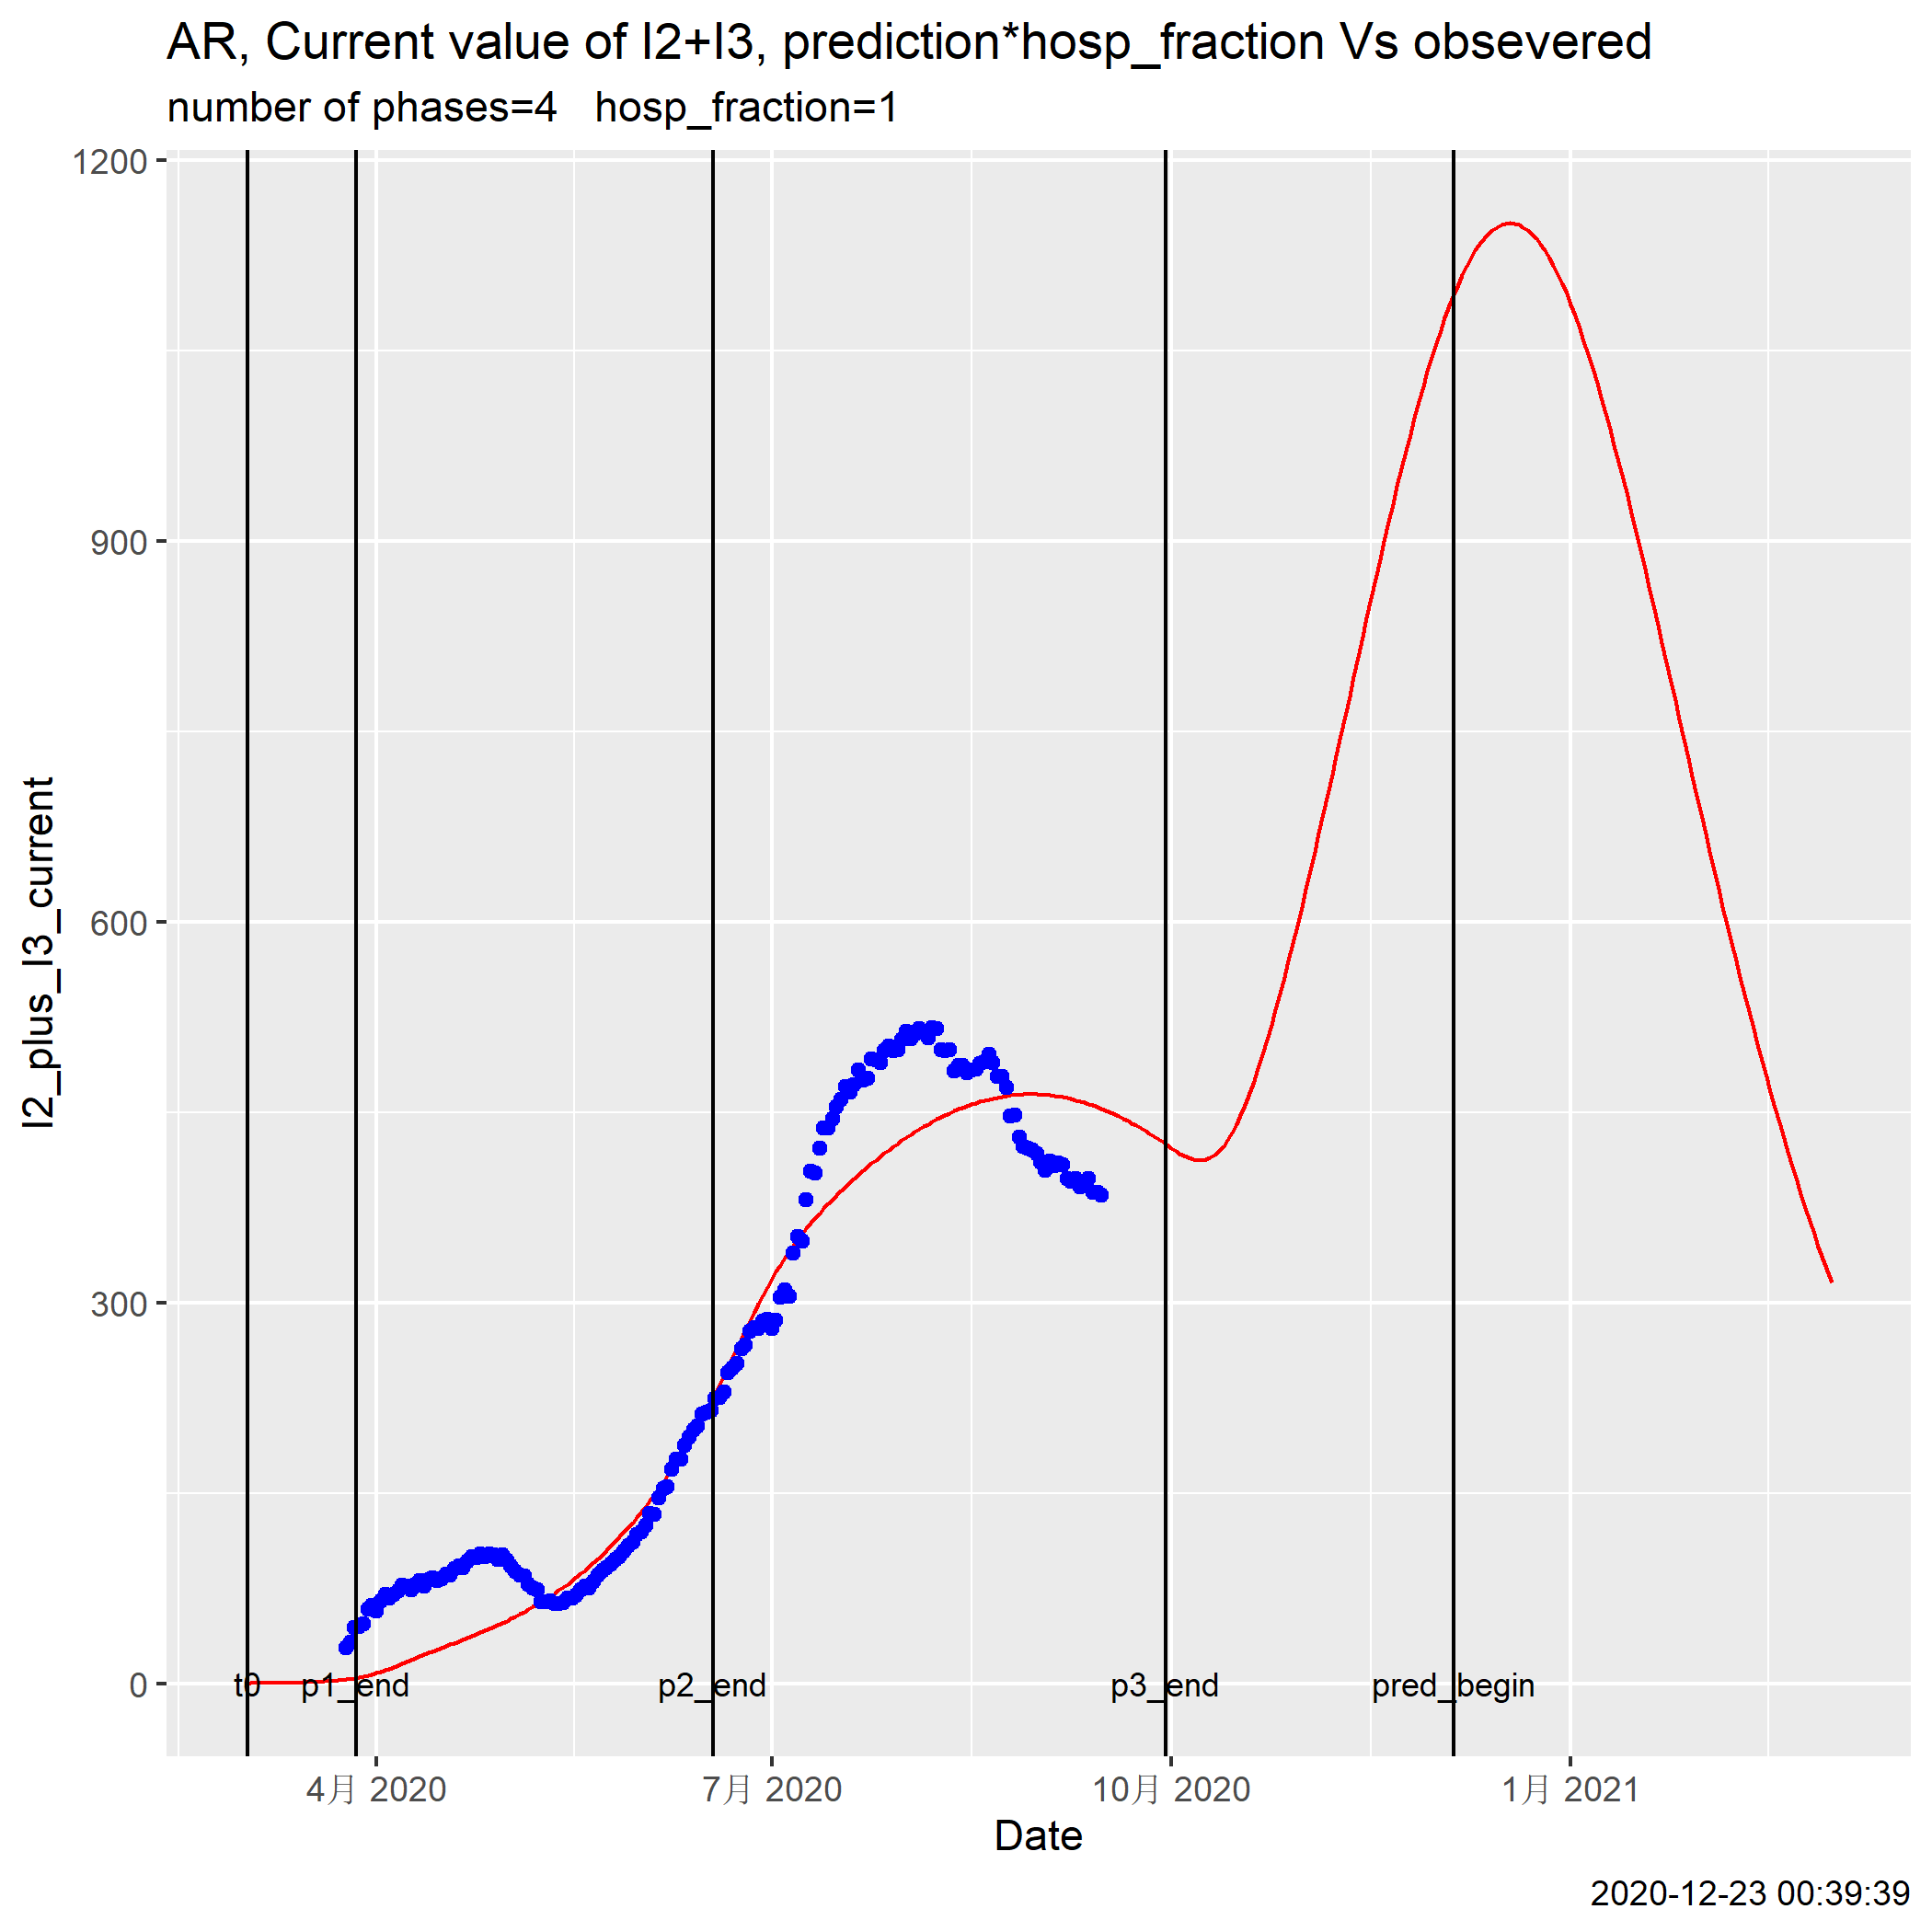 AR, Current value of I2+I3, prediction*hosp_fraction Vs obsevered
number of phases=4 hosp_fraction=1
1200
900
600
300
0
I2_plus_I3_current
t0
p1_end
p2_end
p3_end
pred_begin
4月 2020
7月 2020
10月 2020
1月 2021
Date
2020-12-23 00:39:39